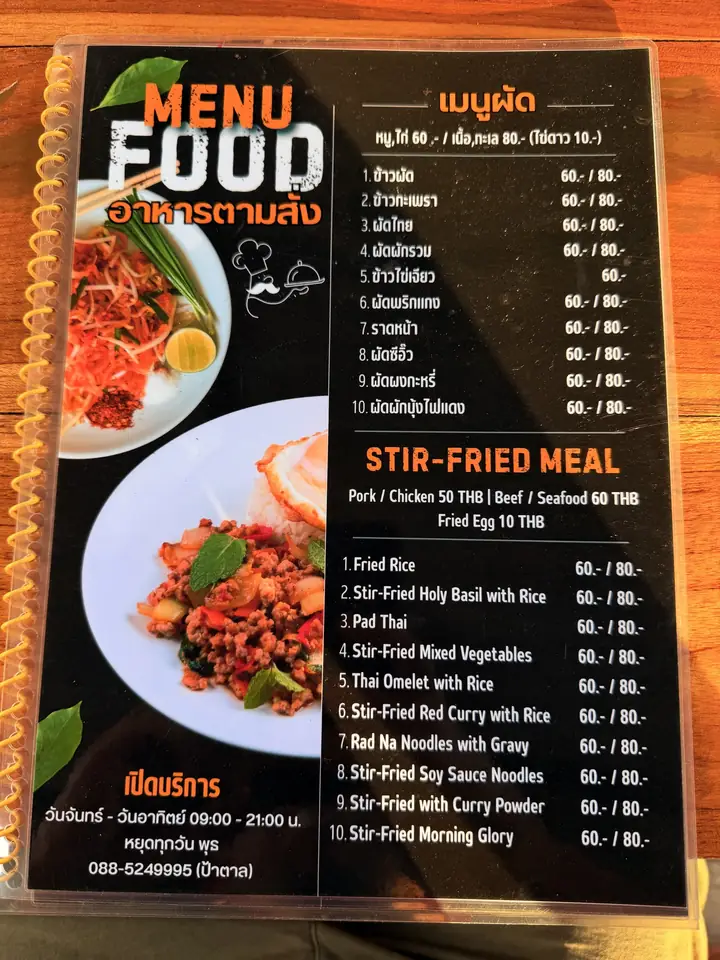 MENU
FOOD
อาหารตามสั่ง
เปิดบริการ
วันจันทร์ - วันอาทิตย์ 09:00 - 21:00 น.
หยุดทุกวัน พุธ
088-5249995 (ป้าตาล)
เมนูผัด
หมู,ไก่ 60 .- / เนื้อ,ทะเล 80.- (ไข่ดาว 10.-)
1. ข้าวผัด 60.- / 80.-
2. ข้าวกะเพรา 60.- / 80.-
3. ผัดไทย 60.- / 80.-
4. ผัดผักรวม 60.- / 80.-
5. ข้าวไข่เจียว 60.-
6. ผัดพริกแกง 60.- / 80.-
7. ราดหน้า 60.- / 80.-
8. ผัดซีอิ๊ว 60.- / 80.-
9. ผัดผงกะหรี่ 60.- / 80.-
10. ผัดผักบุ้งไฟแดง 60.- / 80.-
STIR-FRIED MEAL
Pork / Chicken 50 THB | Beef / Seafood 60 THB
Fried Egg 10 THB
1. Fried Rice 60.- / 80.-
2. Stir-Fried Holy Basil with Rice 60.- / 80.-
3. Pad Thai 60.- / 80.-
4. Stir-Fried Mixed Vegetables 60.- / 80.-
5. Thai Omelet with Rice 60.- / 80.-
6. Stir-Fried Red Curry with Rice 60.- / 80.-
7. Rad Na Noodles with Gravy 60.- / 80.-
8. Stir-Fried Soy Sauce Noodles 60.- / 80.-
9. Stir-Fried with Curry Powder 60.- / 80.-
10. Stir-Fried Morning Glory 60.- / 80.-